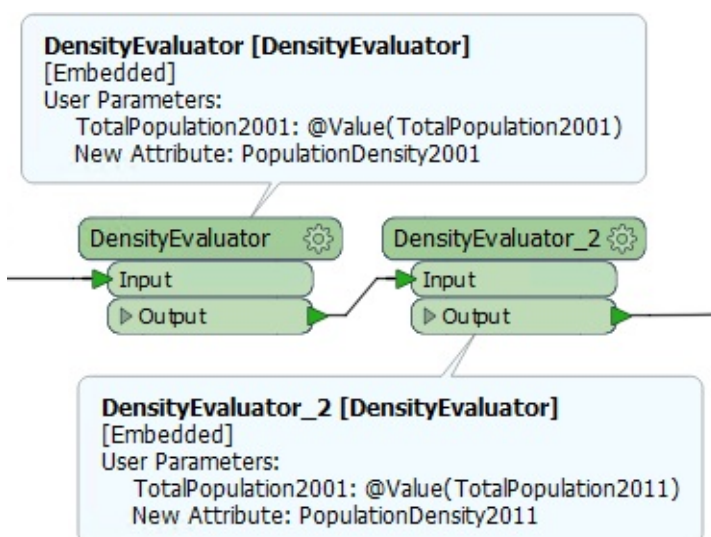 DensityEvaluator [DensityEvaluator]
[Embedded]
User Parameters:
TotalPopulation2001: @Value(TotalPopulation2001)
New Attribute: PopulationDensity2001
DensityEvaluator
DensityEvaluator_2
Input
Input
Output
Output
DensityEvaluator_2 [DensityEvaluator]
[Embedded]
User Parameters:
TotalPopulation2001: @Value(TotalPopulation2011)
New Attribute: PopulationDensity2011